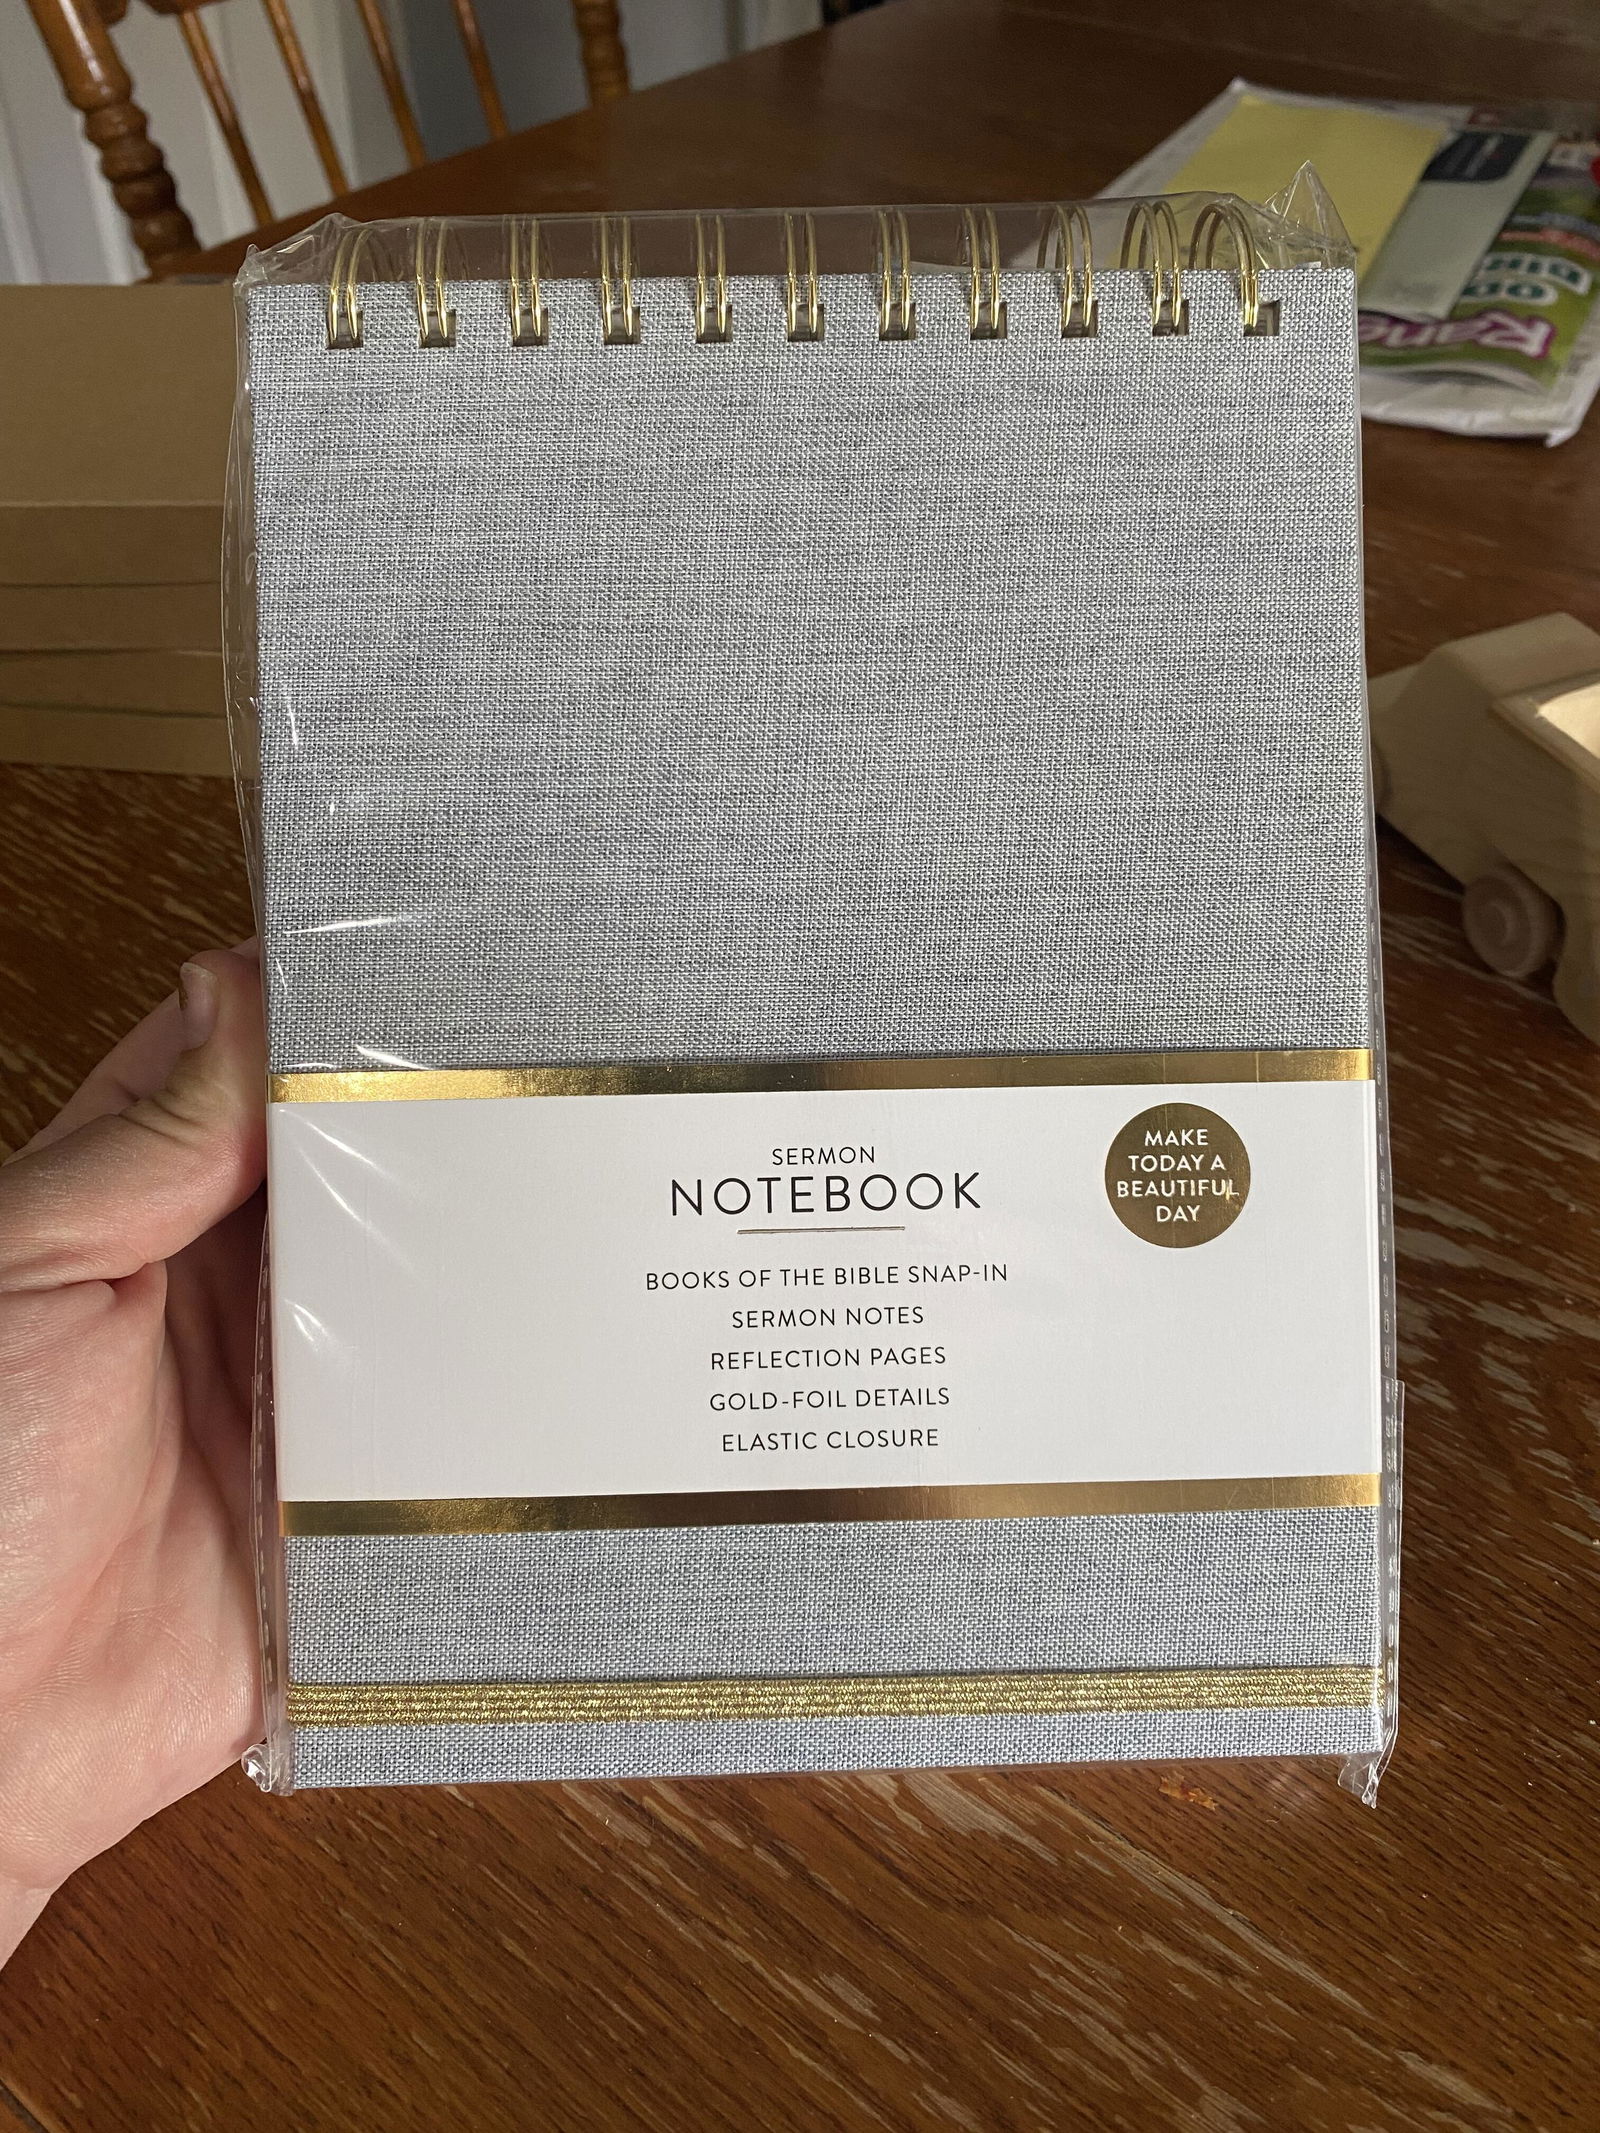 SERMON
NOTEBOOK
MAKE
TODAY A
BEAUTIFUL
DAY
BOOKS OF THE BIBLE SNAP-IN
SERMON NOTES
REFLECTION PAGES
GOLD-FOIL DETAILS
ELASTIC CLOSURE